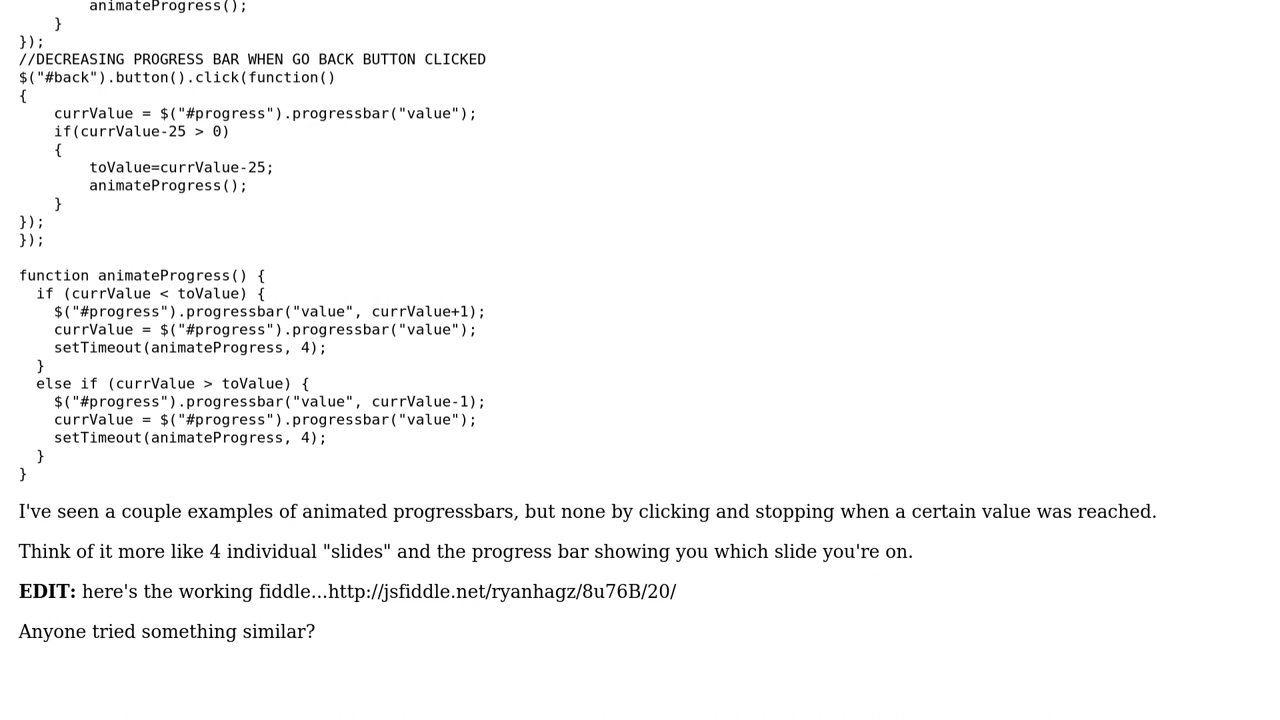 animateProgress();
    }
});
//DECREASING PROGRESS BAR WHEN GO BACK BUTTON CLICKED
$("#back").button().click(function()
{
    currValue = $("#progress").progressbar("value");
    if(currValue-25 > 0)
    {
        toValue=currValue-25;
        animateProgress();
    }
});
});

function animateProgress() {
  if (currValue < toValue) {
    $("#progress").progressbar("value", currValue+1);
    currValue = $("#progress").progressbar("value");
    setTimeout(animateProgress, 4);
  }
  else if (currValue > toValue) {
    $("#progress").progressbar("value", currValue-1);
    currValue = $("#progress").progressbar("value");
    setTimeout(animateProgress, 4);
  }
}
I've seen a couple examples of animated progressbars, but none by clicking and stopping when a certain value was reached.
Think of it more like 4 individual "slides" and the progress bar showing you which slide you're on.
EDIT: here's the working fiddle...http://jsfiddle.net/ryanhagz/8u76B/20/
Anyone tried something similar?